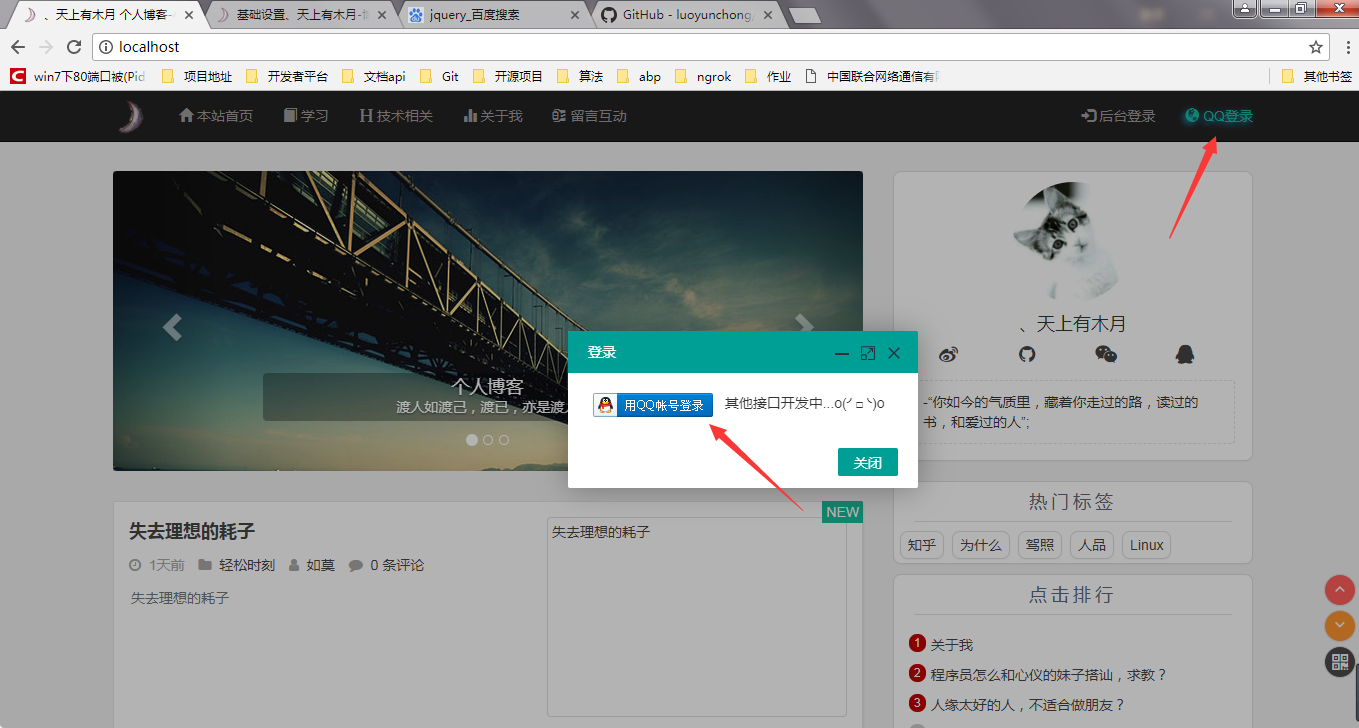 、天上有木月 个人博客- 基础设置、天上有木月- jquery_百度搜索 GitHub - luoyunchong
localhost
win7下80端口被(Pid 项目地址 开发者平台 文档api Git 开源项目 算法 abp ngrok 作业 中国联合网络通信有 其他书签
本站首页 学习 技术相关 关于我 留言互动 后台登录 QQ登录
个人博客
渡人如渡己，渡已，亦是渡
登录
用QQ帐号登录 其他接口开发中...o(╯□╰)o
关闭
、天上有木月
-“你如今的气质里，藏着你走过的路，读过的
书，和爱过的人”;
热门标签
知乎 为什么 驾照 人品 Linux
点击排行
1 关于我
2 程序员怎么和心仪的妹子搭讪，求教？
3 人缘太好的人，不适合做朋友？
NEW
失去理想的耗子
1天前 轻松时刻 如莫 0 条评论
失去理想的耗子
失去理想的耗子